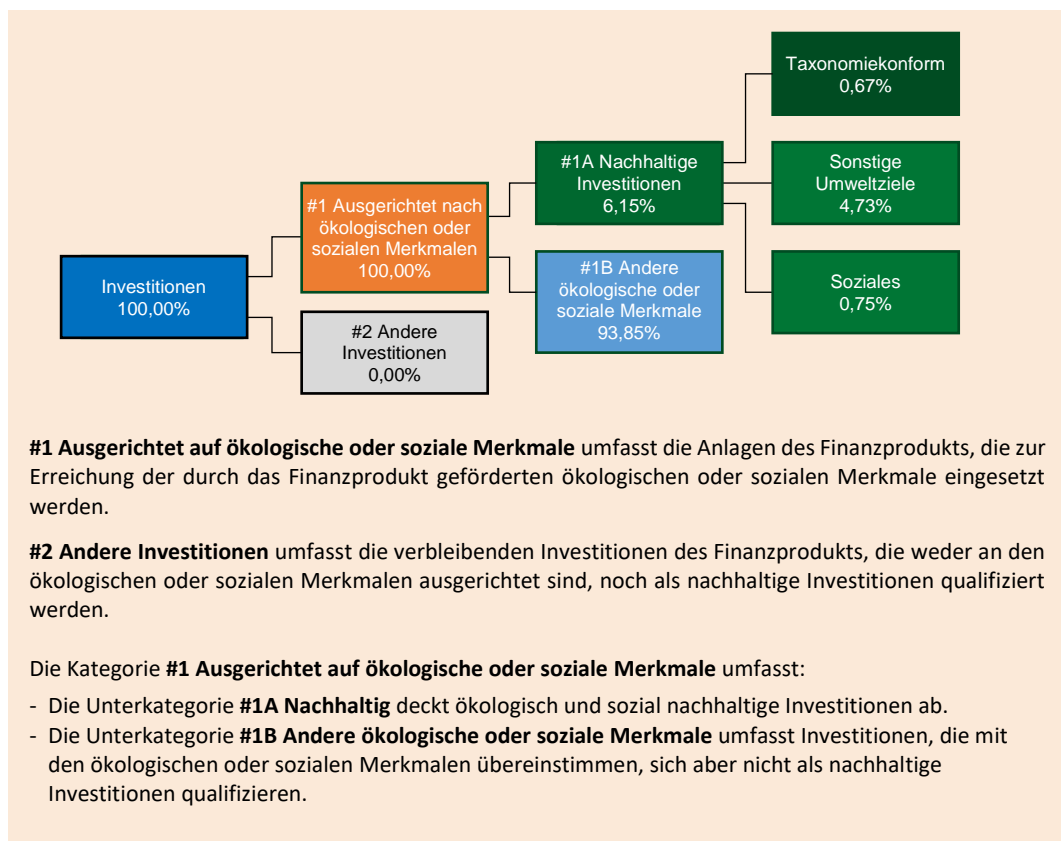 Taxonomiekonform
0,67%
#1A Nachhaltige
Investitionen
6,15%
Sonstige
Umweltziele
4,73%
#1 Ausgerichtet nach
ökologischen oder
sozialen Merkmalen
100,00%
Investitionen
100,00%
#1B Andere
ökologische oder
soziale Merkmale
93,85%
Soziales
0,75%
#2 Andere
Investitionen
0,00%
#1 Ausgerichtet auf ökologische oder soziale Merkmale umfasst die Anlagen des Finanzprodukts, die zur
Erreichung der durch das Finanzprodukt geförderten ökologischen oder sozialen Merkmale eingesetzt
werden.
#2 Andere Investitionen umfasst die verbleibenden Investitionen des Finanzprodukts, die weder an den
ökologischen oder sozialen Merkmalen ausgerichtet sind, noch als nachhaltige Investitionen qualifiziert
werden.
Die Kategorie #1 Ausgerichtet auf ökologische oder soziale Merkmale umfasst:
- Die Unterkategorie #1A Nachhaltig deckt ökologisch und sozial nachhaltige Investitionen ab.
- Die Unterkategorie #1B Andere ökologische oder soziale Merkmale umfasst Investitionen, die mit
den ökologischen oder sozialen Merkmalen übereinstimmen, sich aber nicht als nachhaltige
Investitionen qualifizieren.